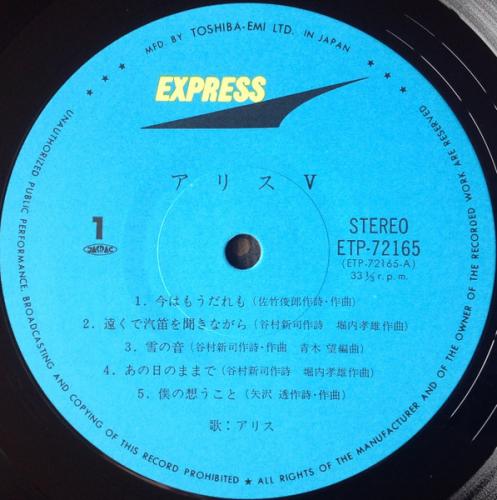 ★ ★ ★ MFD. BY TOSHIBA-EMI LTD. IN JAPAN ★ ★ ★
EXPRESS
アリス V
1
JASRAC
STEREO
ETP-72165
(ETP-72165-A)
33⅓ r.p.m.
1. 今はもうだれも (佐竹俊郎作詩・作曲)
2. 遠くで汽笛を聞きながら (谷村新司作詩 堀内孝雄作曲)
3. 雪の音 (谷村新司作詩・作曲 青木 望編曲)
4. あの日のままで (谷村新司作詩 堀内孝雄作曲)
5. 僕の想うこと (矢沢 透作詩・作曲)
歌：アリス
UNAUTHORIZED PUBLIC PERFORMANCE, BROADCASTING AND COPYING OF THIS RECORD PROHIBITED ★ ALL RIGHTS OF THE MANUFACTURER AND OF THE OWNER OF THE RECORDED WORK ARE RESERVED